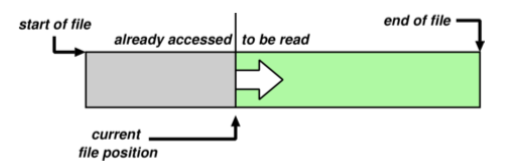 start of file
end of file
already accessed
to be read
current
file position